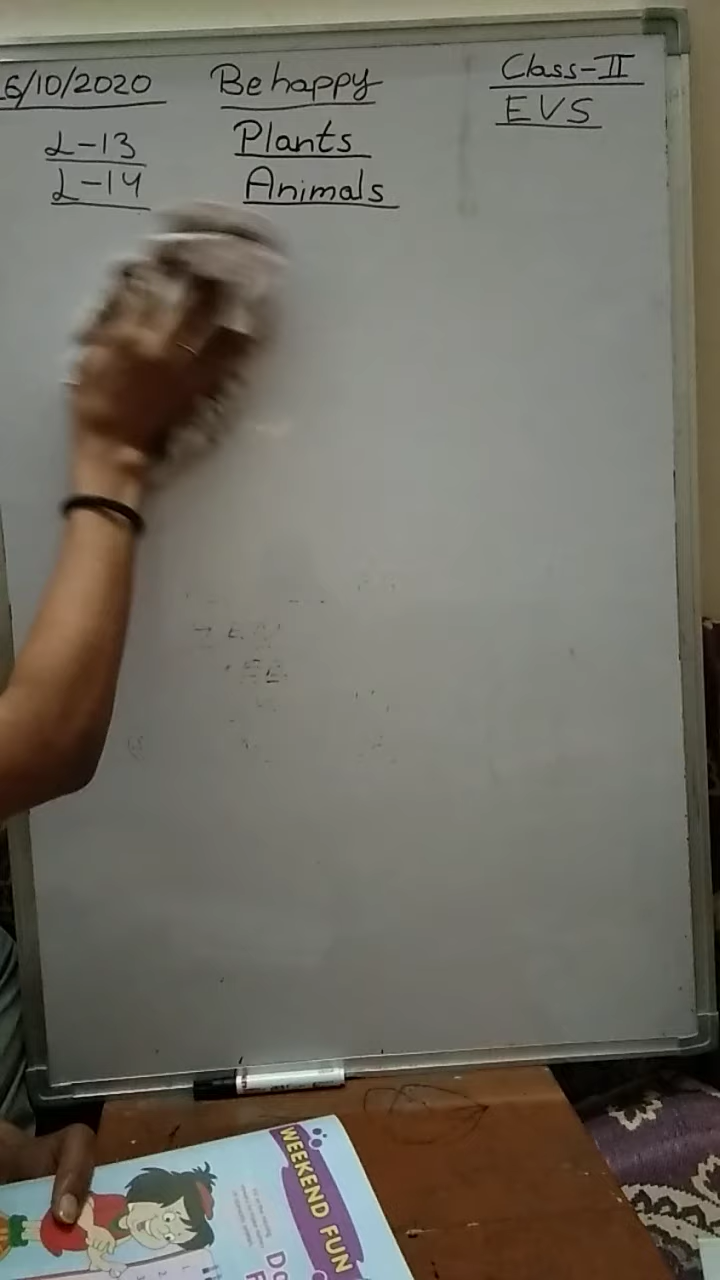 6/10/2020 Be happy Class-II
EVS
L-13 Plants
L-14 Animals
WEEKEND FUN